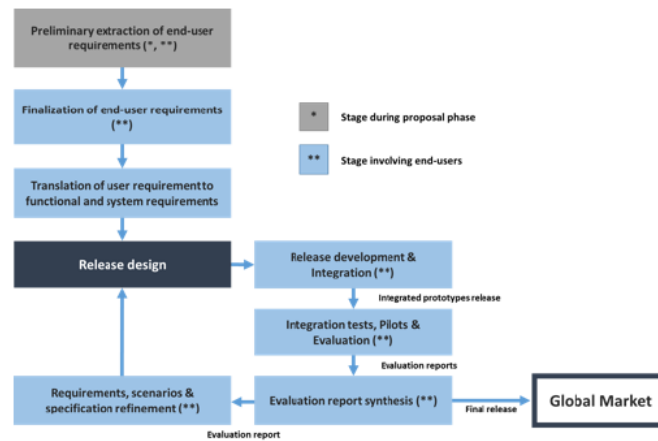 Preliminary extraction of end-user
requirements (*, **)
Finalization of end-user requirements
(**)
*
Stage during proposal phase
**
Stage involving end-users
Translation of user requirement to
functional and system requirements
Release design
Release development &
Integration (**)
Integrated prototypes release
Integration tests, Pilots &
Evaluation (**)
Evaluation reports
Requirements, scenarios &
specification refinement (**)
Evaluation report synthesis (**)
Global Market
Final release
Evaluation report